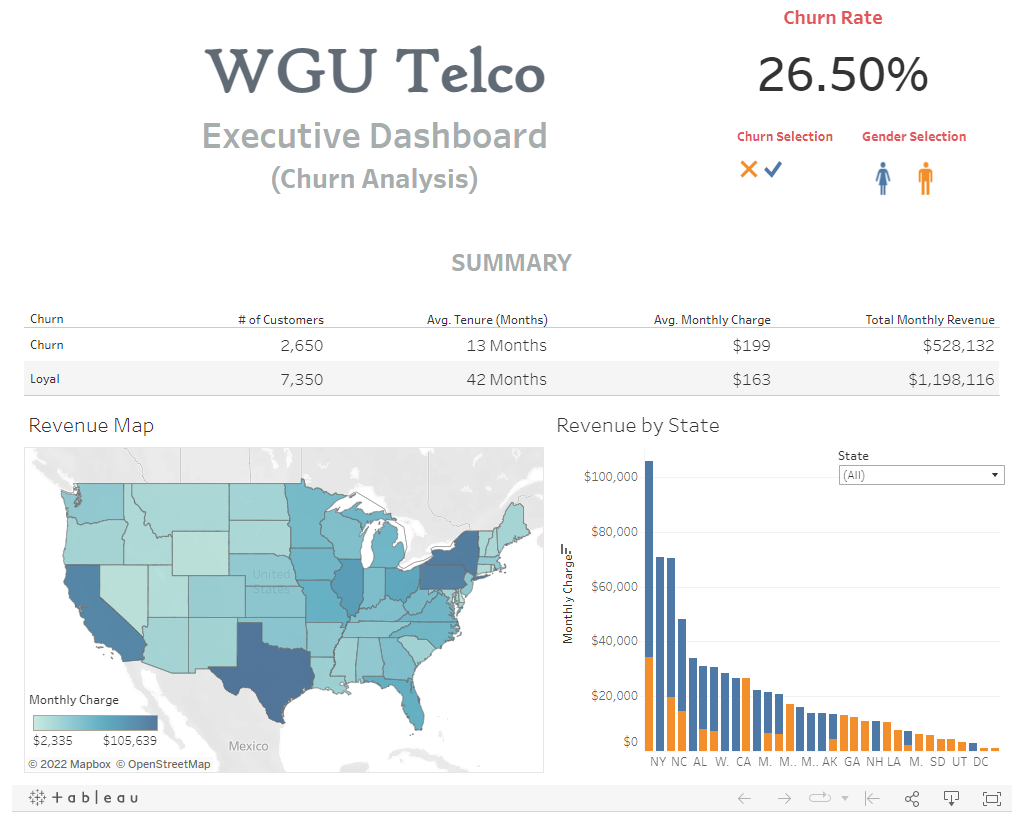 Churn Rate
WGU Telco
26.50%
Executive Dashboard
(Churn Analysis)
Churn Selection
Gender Selection
SUMMARY
Churn # of Customers Avg. Tenure (Months) Avg. Monthly Charge Total Monthly Revenue
Churn 2,650 13 Months $199 $528,132
Loyal 7,350 42 Months $163 $1,198,116
Revenue Map
United
States
Mexico
Monthly Charge
$2,335 $105,639
© 2022 Mapbox © OpenStreetMap
Revenue by State
State
(All)
Monthly Charge
$100,000
$80,000
$60,000
$40,000
$20,000
$0
NY NC AL W. CA M. M.. M.. AK GA NH LA M. SD UT DC
+ a b | e a u